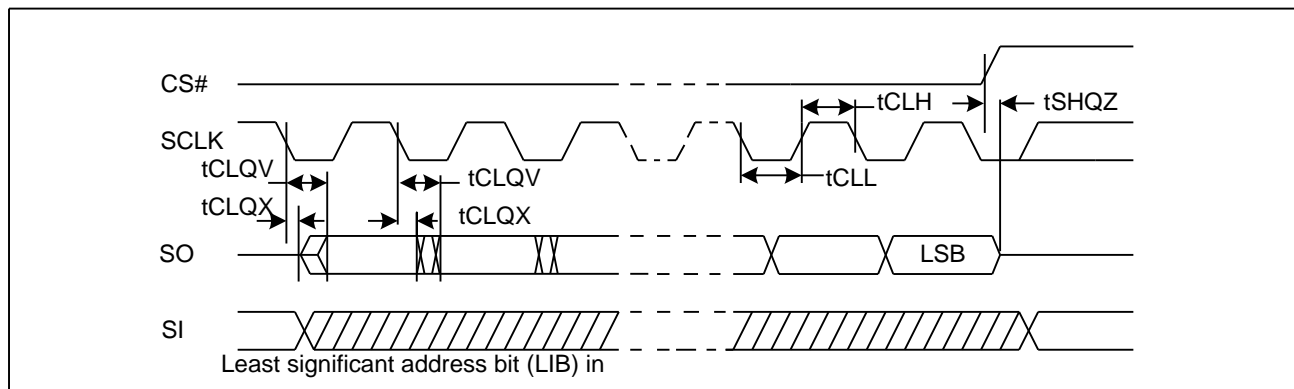 CS#
tCLH
tSHQZ
SCLK
tCLQV
tCLQV
tCLL
tCLQX
tCLQX
SO
LSB
SI
Least significant address bit (LIB) in